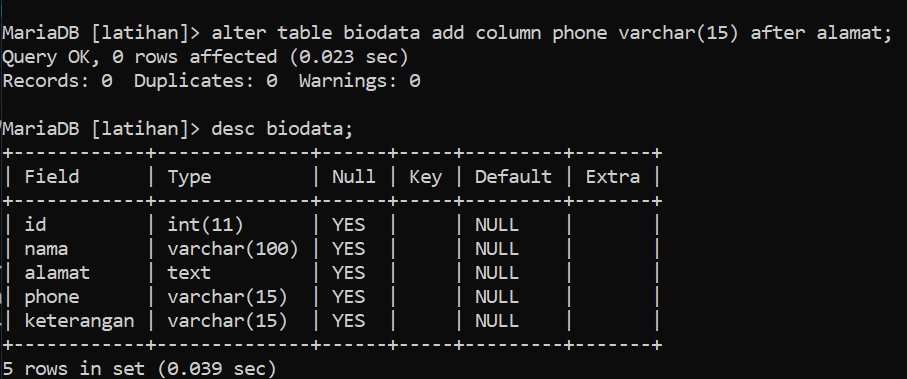 MariaDB [latihan]> alter table biodata add column phone varchar(15) after alamat;
Query OK, 0 rows affected (0.023 sec)
Records: 0  Duplicates: 0  Warnings: 0

MariaDB [latihan]> desc biodata;
+------------+--------------+------+-----+---------+-------+
| Field      | Type         | Null | Key | Default | Extra |
+------------+--------------+------+-----+---------+-------+
| id         | int(11)      | YES  |     | NULL    |       |
| nama       | varchar(100) | YES  |     | NULL    |       |
| alamat     | text         | YES  |     | NULL    |       |
| phone      | varchar(15)  | YES  |     | NULL    |       |
| keterangan | varchar(15)  | YES  |     | NULL    |       |
+------------+--------------+------+-----+---------+-------+
5 rows in set (0.039 sec)